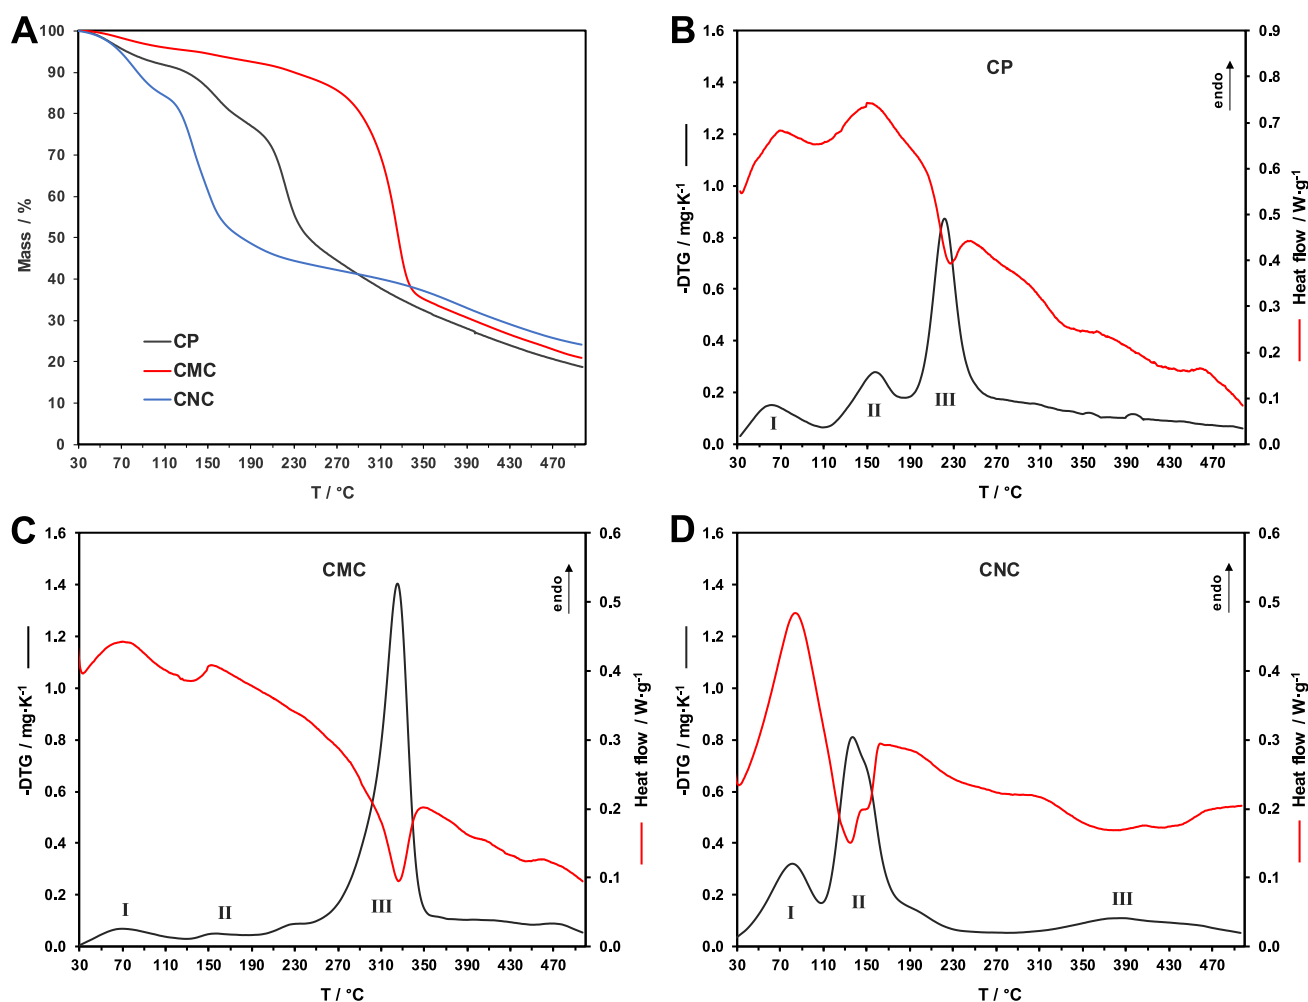 A
100
90
80
70
60
50
40
30
20
10
0
Mass / %
CP
CMC
CNC
30 70 110 150 190 230 270 310 350 390 430 470
T / °C
B
1.6
1.4
1.2
1.0
0.8
0.6
0.4
0.2
0.0
-DTG / mg·K-1
CP
endo
I
II
III
0.9
0.8
0.7
0.6
0.5
0.4
0.3
0.2
0.1
0.0
Heat flow / W·g-1
30 70 110 150 190 230 270 310 350 390 430 470
T / °C
C
1.6
1.4
1.2
1.0
0.8
0.6
0.4
0.2
0.0
-DTG / mg·K-1
CMC
endo
I
II
III
0.6
0.5
0.4
0.3
0.2
0.1
0.0
Heat flow / W·g-1
30 70 110 150 190 230 270 310 350 390 430 470
T / °C
D
1.6
1.4
1.2
1.0
0.8
0.6
0.4
0.2
0.0
-DTG / mg·K-1
CNC
endo
I
II
III
0.6
0.5
0.4
0.3
0.2
0.1
0.0
Heat flow / W·g-1
30 70 110 150 190 230 270 310 350 390 430 470
T / °C